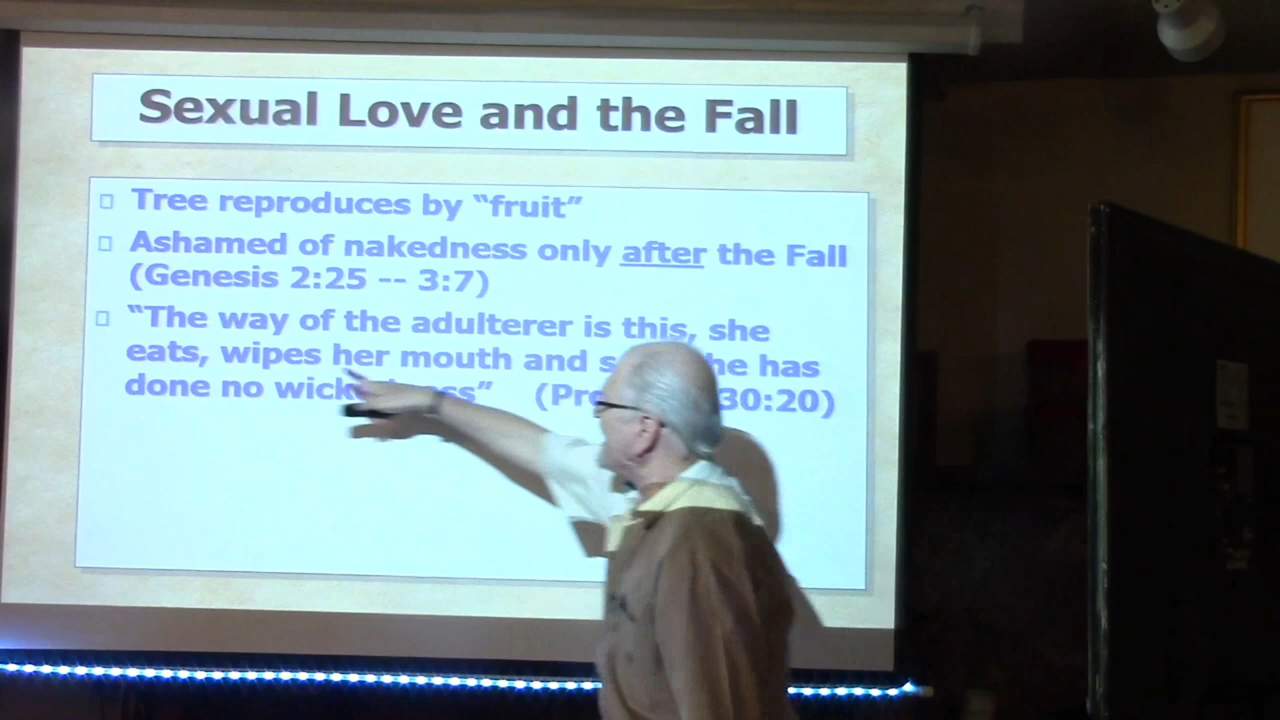 Sexual Love and the Fall
Tree reproduces by “fruit”
Ashamed of nakedness only after the Fall
(Genesis 2:25 -- 3:7)
“The way of the adulterer is this, she
eats, wipes her mouth and has
done no 30:20)